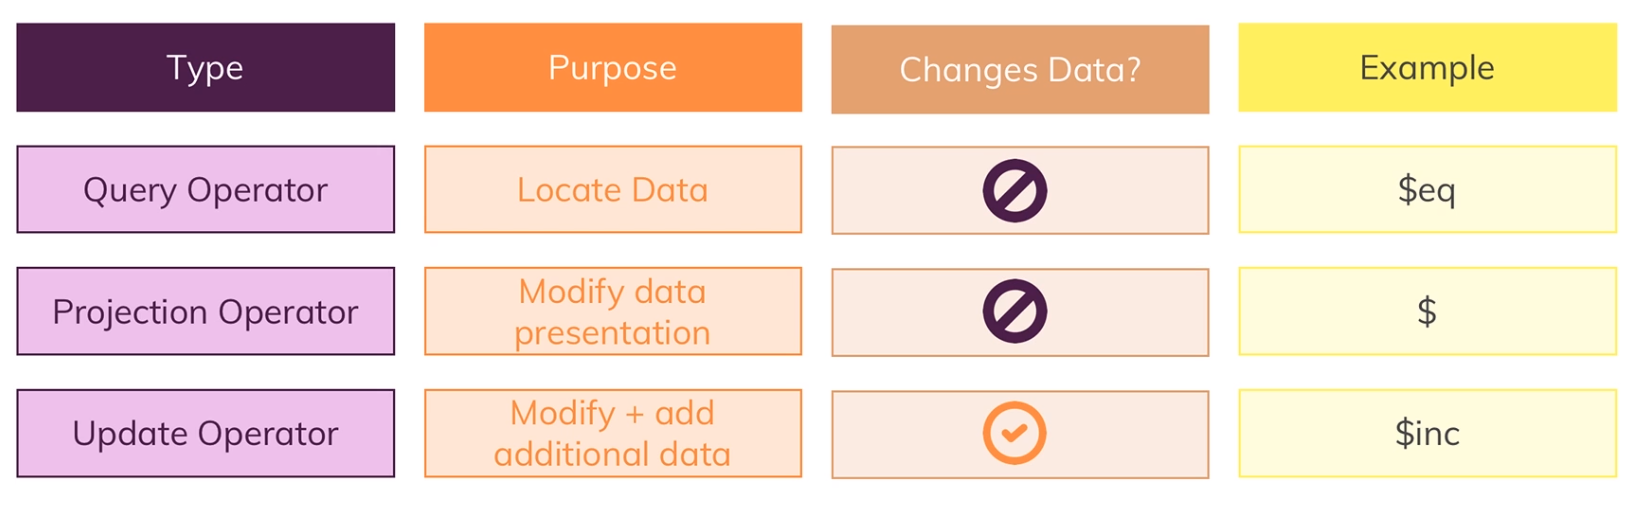 Type
Purpose
Changes Data?
Example
Query Operator
Locate Data
$eq
Projection Operator
Modify data
presentation
$
Update Operator
Modify + add
additional data
$inc